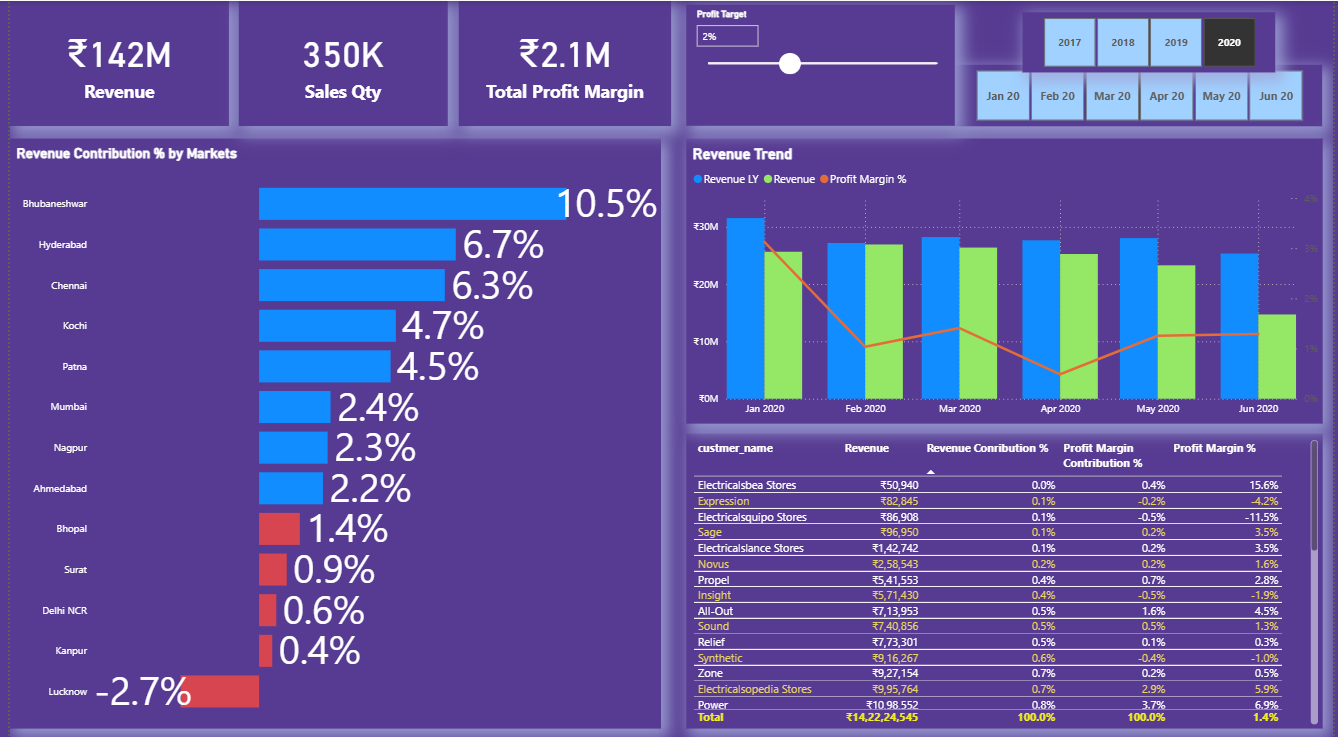 ₹142M
Revenue
350K
Sales Qty
₹2.1M
Total Profit Margin
Profit Target
2%
2017 2018 2019 2020
Jan 20 Feb 20 Mar 20 Apr 20 May 20 Jun 20
Revenue Contribution % by Markets
Bhubaneshwar 10.5%
Hyderabad 6.7%
Chennai 6.3%
Kochi 4.7%
Patna 4.5%
Mumbai 2.4%
Nagpur 2.3%
Ahmedabad 2.2%
Bhopal 1.4%
Surat 0.9%
Delhi NCR 0.6%
Kanpur 0.4%
Lucknow -2.7%
Revenue Trend
Revenue LY Revenue Profit Margin %
4%
₹30M
3%
₹20M
2%
₹10M
1%
₹0M
0%
Jan 2020 Feb 2020 Mar 2020 Apr 2020 May 2020 Jun 2020
custmer_name Revenue Revenue Conribution % Profit Margin Profit Margin %
Contribution %
Electricalsbea Stores ₹50,940 0.0% 0.4% 15.6%
Expression ₹82,845 0.1% -0.2% -4.2%
Electricalsquipo Stores ₹86,908 0.1% -0.5% -11.5%
Sage ₹96,950 0.1% 0.2% 3.5%
Electricalslance Stores ₹1,42,742 0.1% 0.2% 3.5%
Novus ₹2,58,543 0.2% 0.2% 1.6%
Propel ₹5,41,553 0.4% 0.7% 2.8%
Insight ₹5,71,430 0.4% -0.5% -1.9%
All-Out ₹7,13,953 0.5% 1.6% 4.5%
Sound ₹7,40,856 0.5% 0.5% 1.3%
Relief ₹7,73,301 0.5% 0.1% 0.3%
Synthetic ₹9,16,267 0.6% -0.4% -1.0%
Zone ₹9,27,154 0.7% 0.2% 0.5%
Electricalsopedia Stores ₹9,95,764 0.7% 2.9% 5.9%
Power ₹10,98,552 0.8% 3.7% 6.9%
Total ₹14,22,24,545 100.0% 100.0% 1.4%